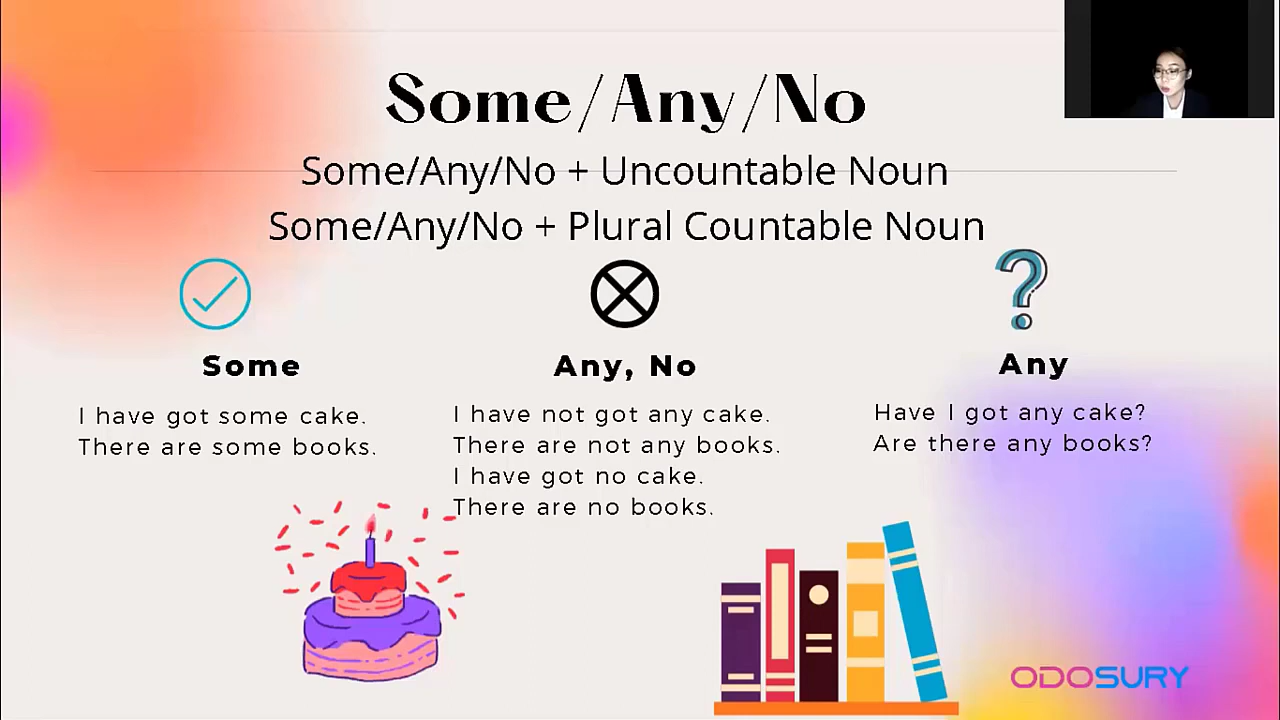 Some/Any/No
Some/Any/No + Uncountable Noun
Some/Any/No + Plural Countable Noun
Some
I have got some cake.
There are some books.
Any, No
I have not got any cake.
There are not any books.
I have got no cake.
There are no books.
Any
Have I got any cake?
Are there any books?
ODOSURY